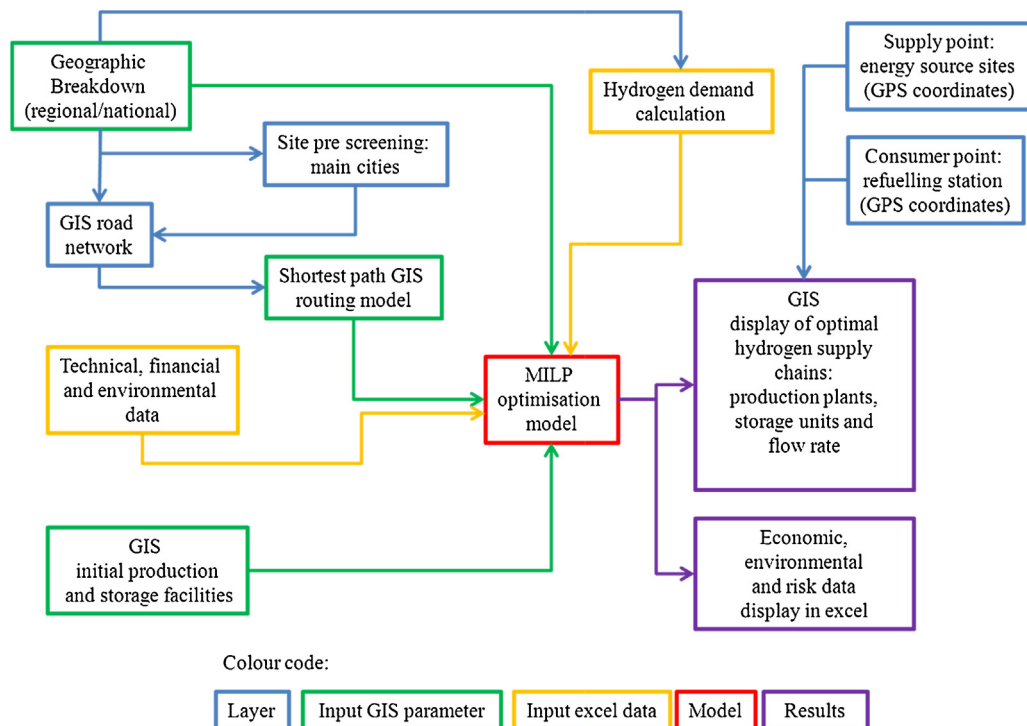 Geographic
Breakdown
(regional/national)
Hydrogen demand
calculation
Supply point:
energy source sites
(GPS coordinates)
Site pre screening:
main cities
Consumer point:
refuelling station
(GPS coordinates)
GIS road
network
Shortest path GIS
routing model
GIS
display of optimal
hydrogen supply
chains:
production plants,
storage units and
flow rate
Technical, financial
and environmental
data
MILP
optimisation
model
GIS
initial production
and storage facilities
Economic,
environmental
and risk data
display in excel
Colour code:
Layer
Input GIS parameter
Input excel data
Model
Results